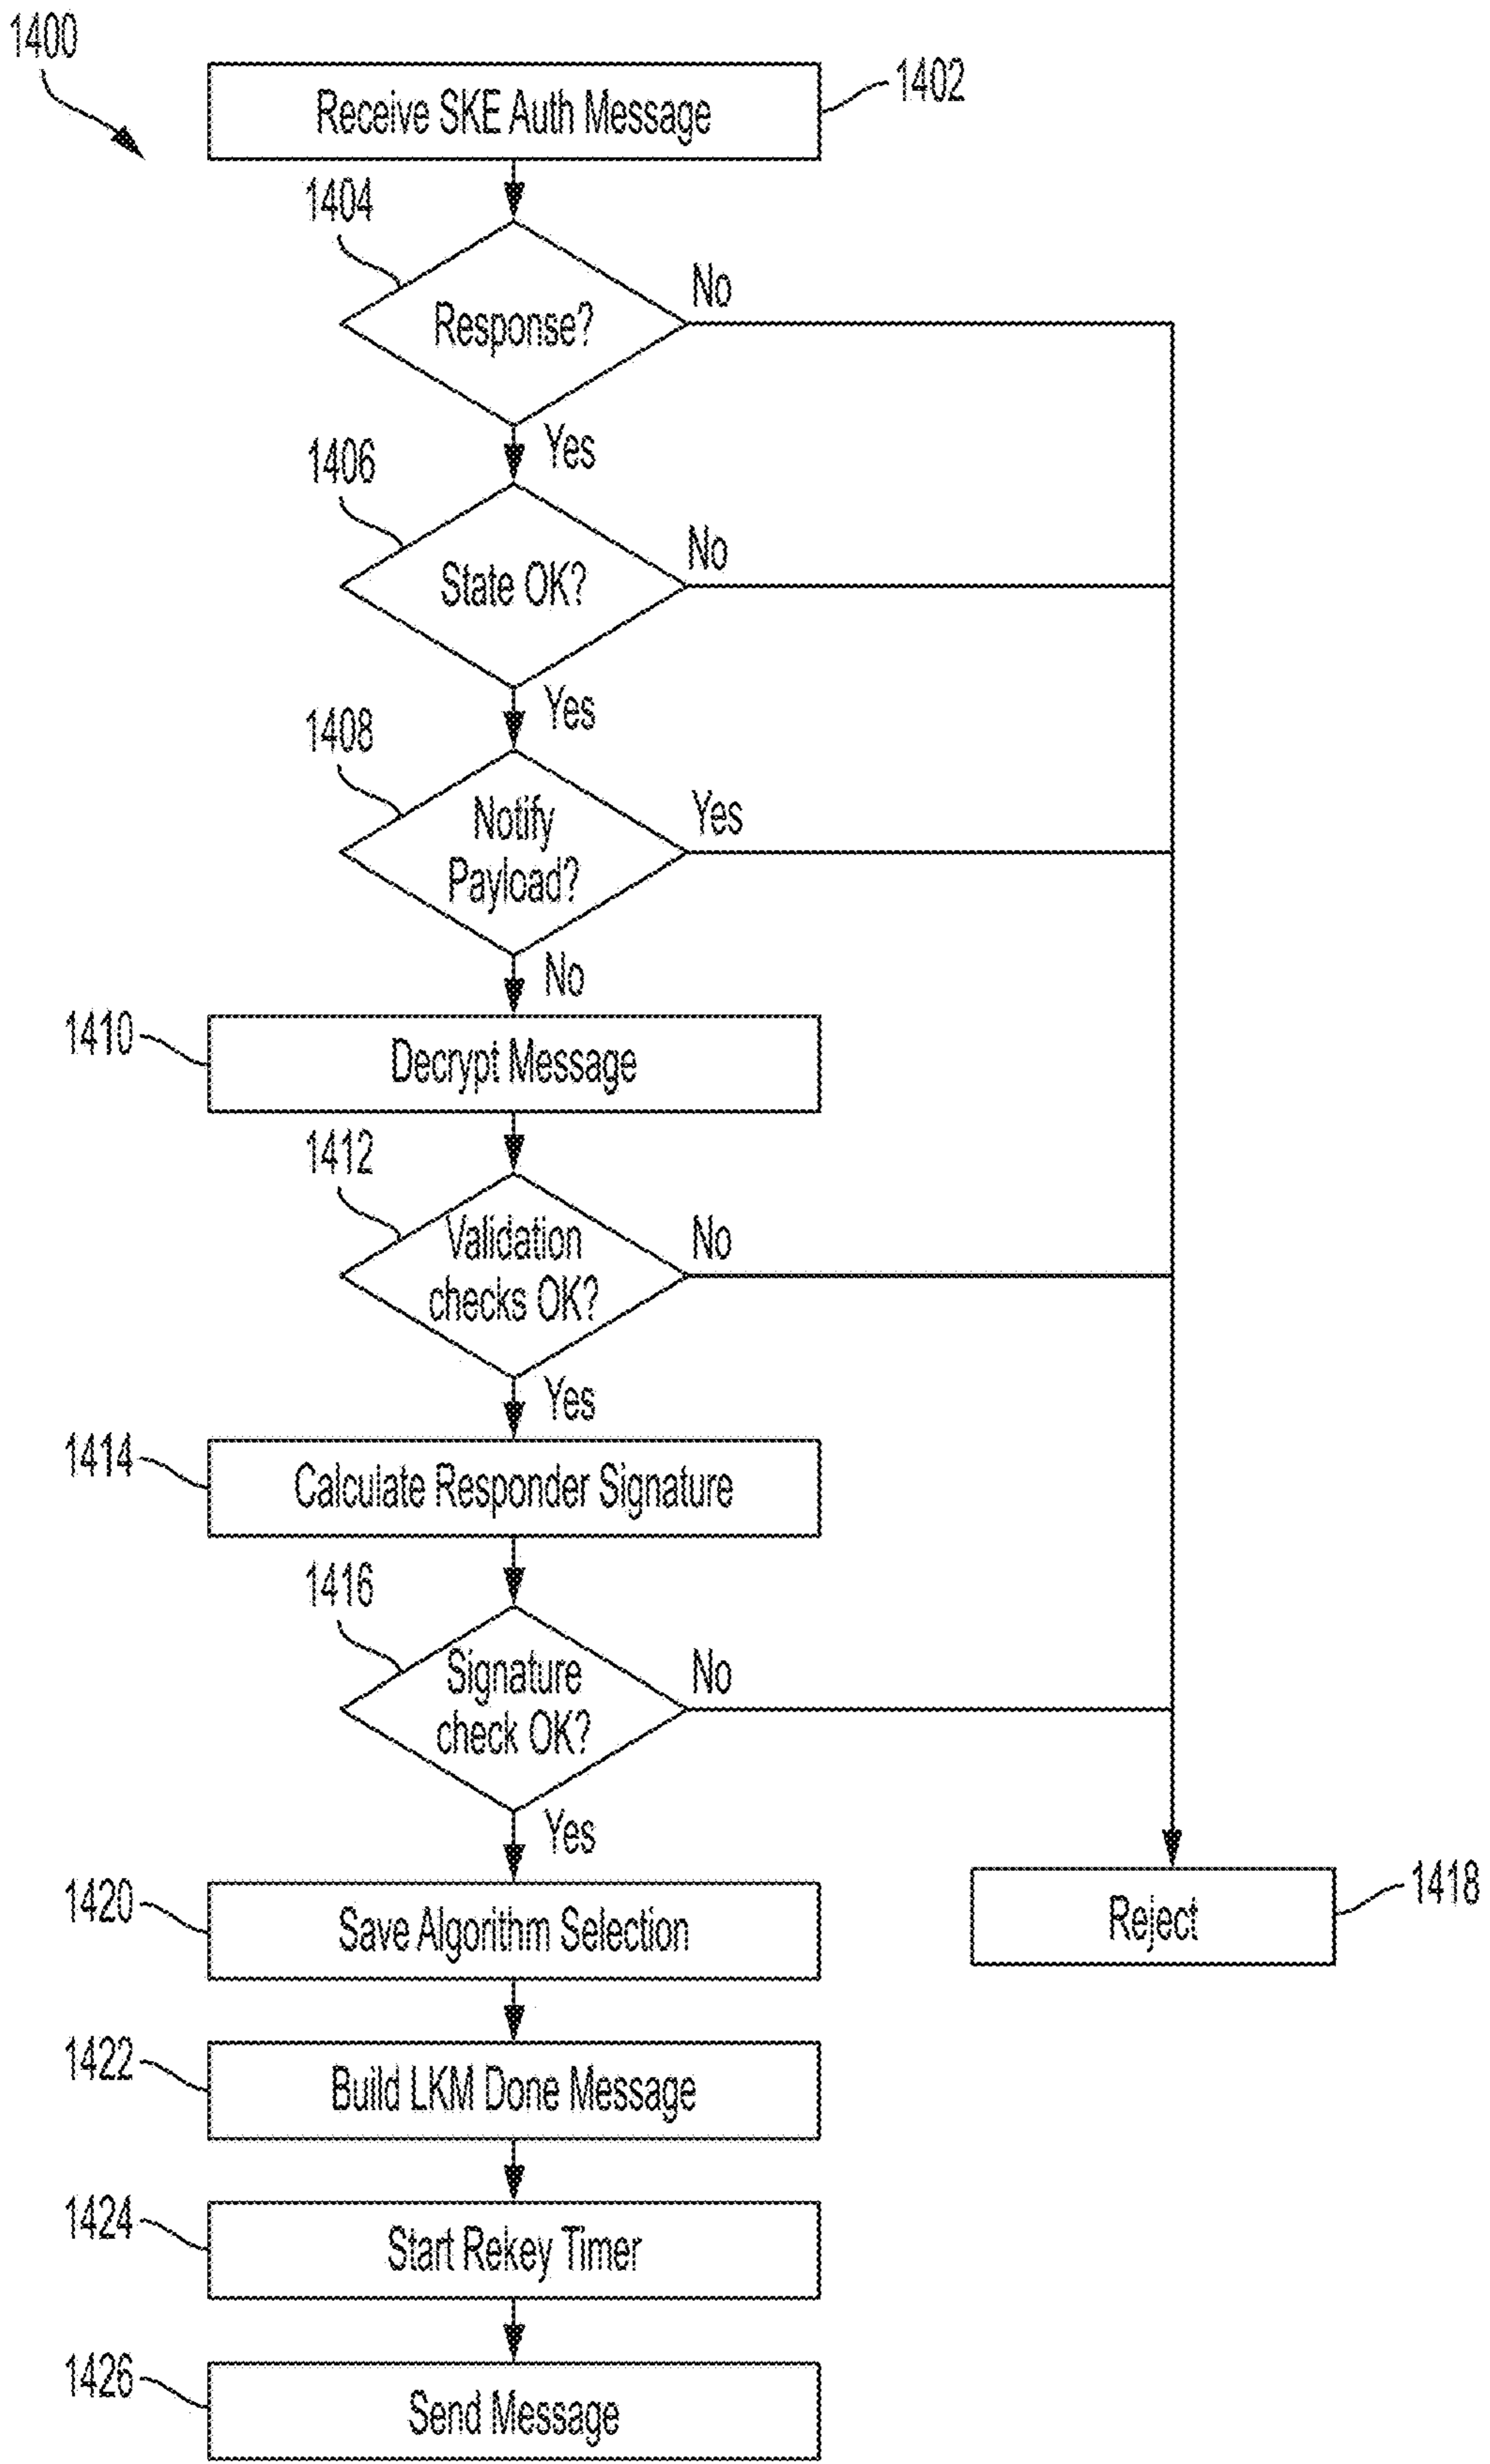 1400
Receive SKE Auth Message
1402
1404
Response?
No
Yes
1406
State OK?
No
Yes
1408
Notify
Payload?
Yes
No
1410
Decrypt Message
1412
Validation
checks OK?
No
Yes
1414
Calculate Responder Signature
1416
Signature
check OK?
No
Yes
1420
Save Algorithm Selection
Reject
1418
1422
Build LKM Done Message
1424
Start Rekey Timer
1426
Send Message